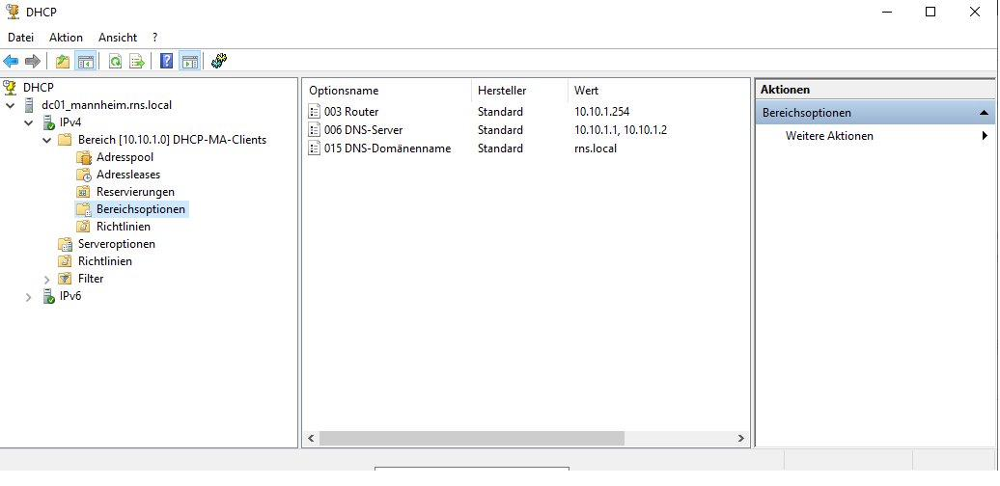 DHCP
Datei Aktion Ansicht ?
DHCP
dc01_mannheim.rns.local
IPv4
Bereich [10.10.1.0] DHCP-MA-Clients
Adresspool
Adressleases
Reservierungen
Bereichsoptionen
Richtlinien
Serveroptionen
Richtlinien
Filter
IPv6
Optionsname Hersteller Wert
003 Router Standard 10.10.1.254
006 DNS-Server Standard 10.10.1.1, 10.10.1.2
015 DNS-Domänenname Standard rns.local
Aktionen
Bereichsoptionen
Weitere Aktionen